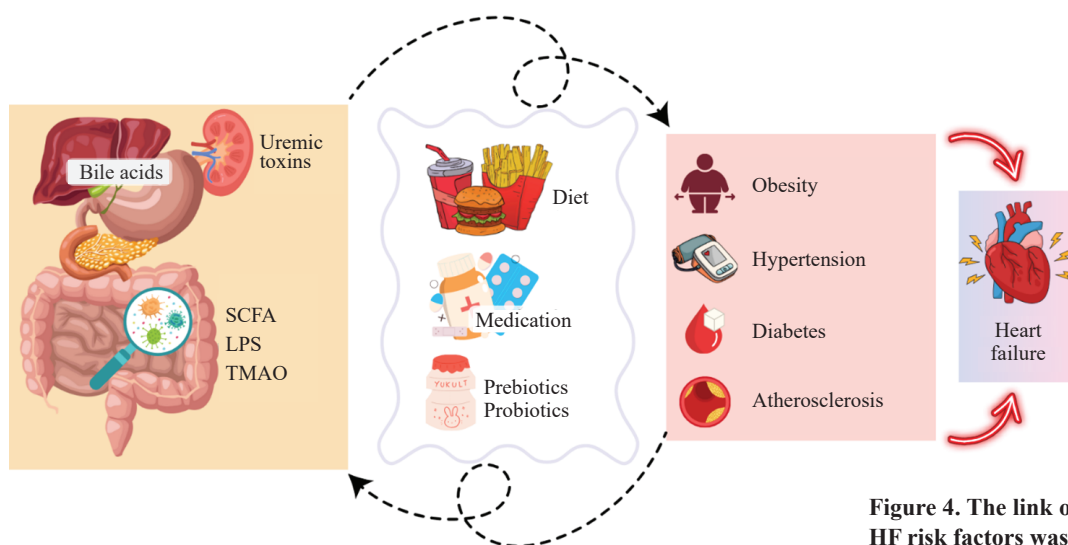 Uremic
toxins
Bile acids
SCFA
LPS
TMAO
Diet
Medication
YUKULT
Prebiotics
Probiotics
Obesity
Hypertension
Diabetes
Atherosclerosis
Heart
failure
Figure 4. The link o
HF risk factors was